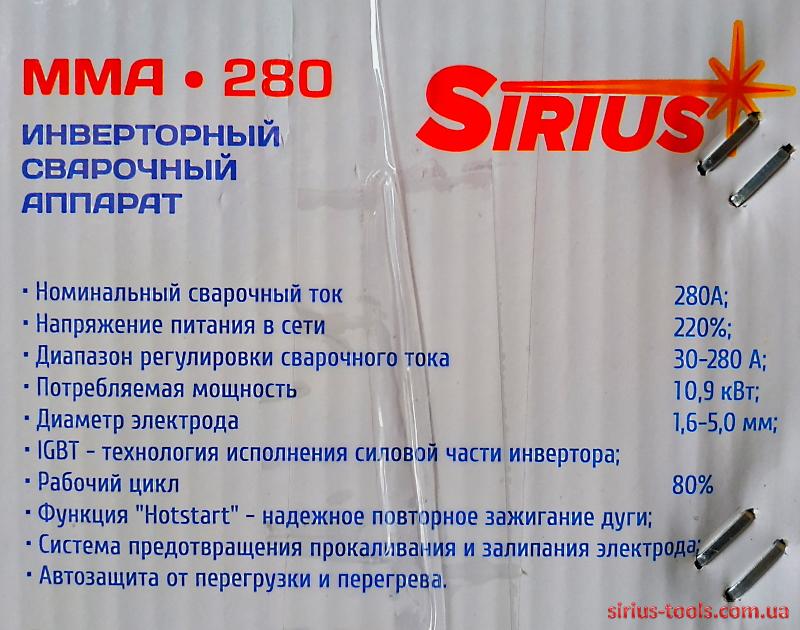 ММА • 280
SIRIUS
ИНВЕРТОРНЫЙ
СВАРОЧНЫЙ
АППАРАТ
· Номинальный сварочный ток 280А;
· Напряжение питания в сети 220%;
· Диапазон регулировки сварочного тока 30-280 А;
· Потребляемая мощность 10,9 кВт;
· Диаметр электрода 1,6-5,0 мм;
· IGBT - технология исполнения силовой части инвертора;
· Рабочий цикл 80%
· Функция "Hotstart" - надежное повторное зажигание дуги;
· Система предотвращения прокаливания и залипания электрода;
· Автозащита от перегрузки и перегрева.
sirius-tools.com.ua